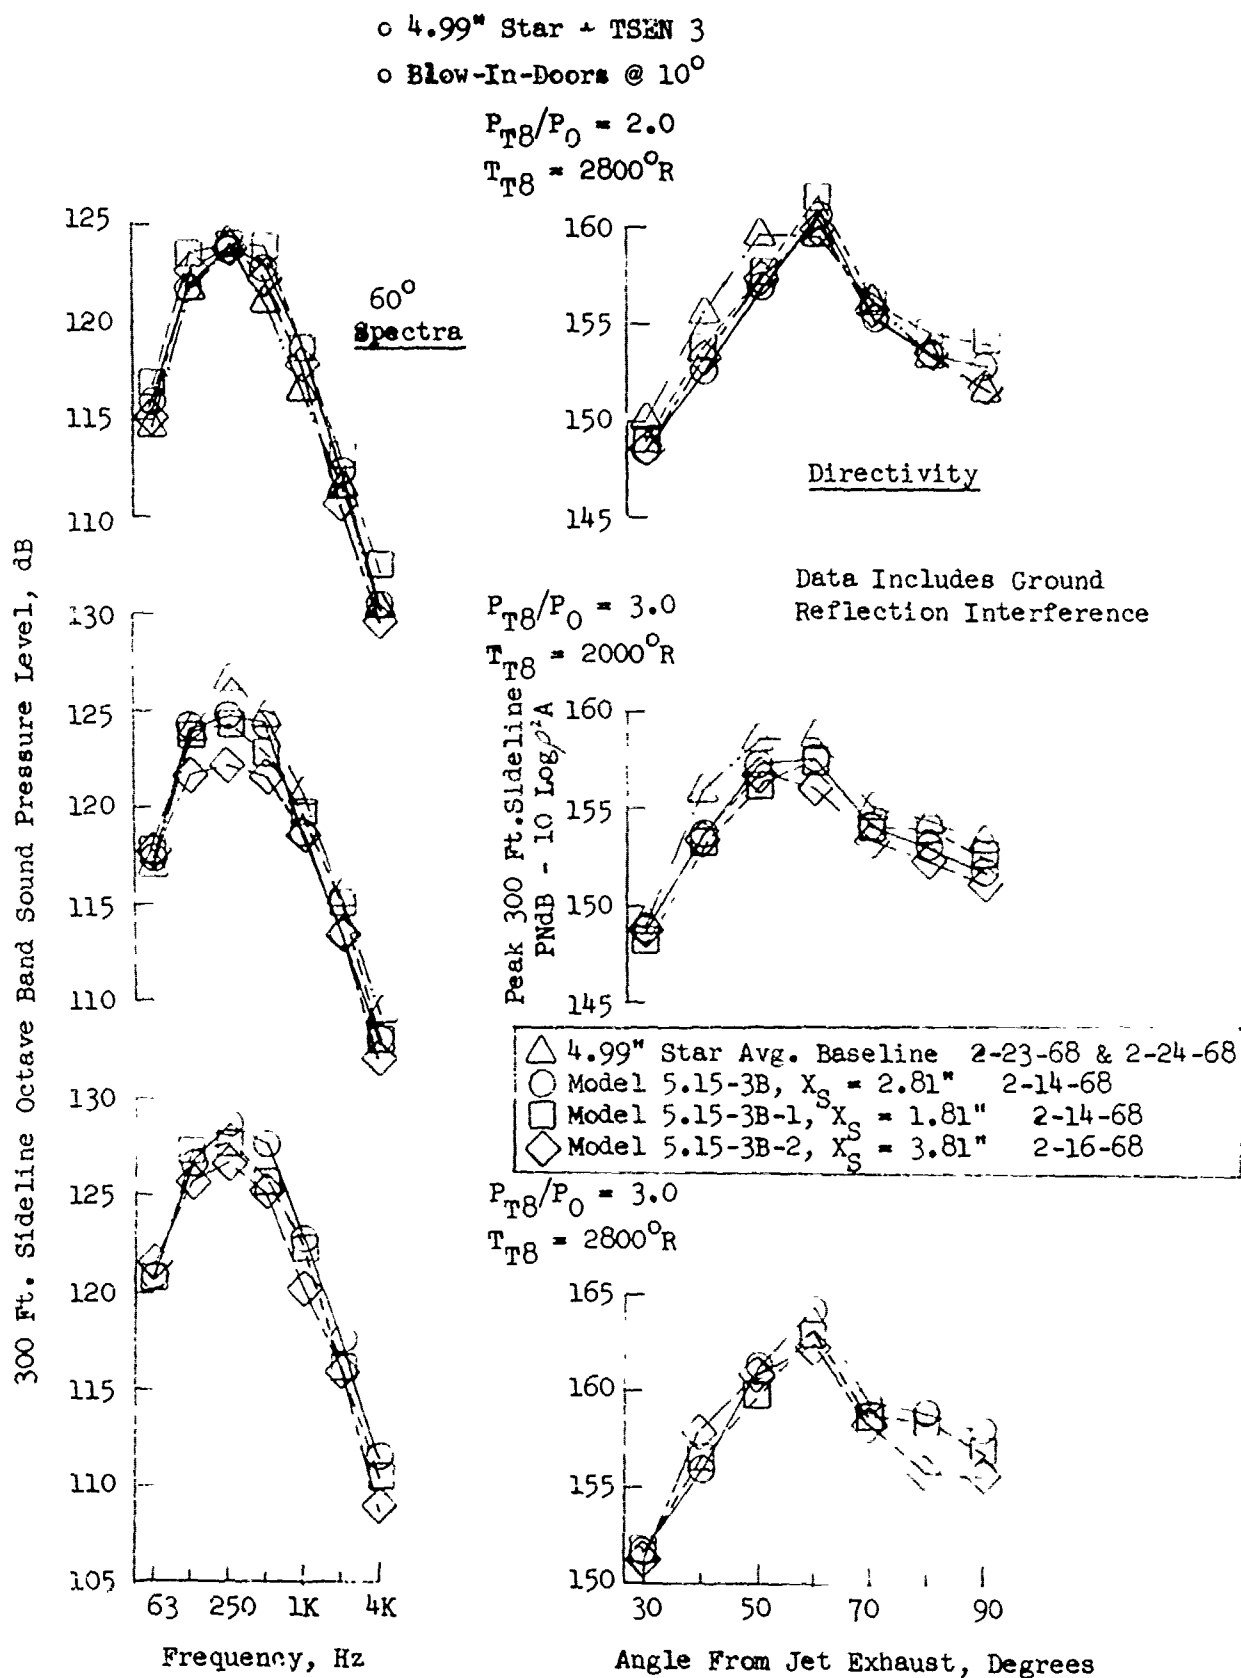 o 4.99" Star - TSEN 3
o Blow-In-Doors @ 10°
P_T8/P_O = 2.0
T_T8 = 2800°R
125
120
115
110
60°
Spectra
160
155
150
145
Directivity
Data Includes Ground
Reflection Interference
300 Ft. Sideline Octave Band Sound Pressure Level, dB
P_T8/P_O = 3.0
T_T8 = 2000°R
130
125
120
115
110
Peak 300 Ft.Sideline
PNdB - 10 Log ρ²A
160
155
150
145
△ 4.99" Star Avg. Baseline 2-23-68 & 2-24-68
○ Model 5.15-3B, X_S = 2.81" 2-14-68
□ Model 5.15-3B-1, X_S = 1.81" 2-14-68
◇ Model 5.15-3B-2, X_S = 3.81" 2-16-68
P_T8/P_O = 3.0
T_T8 = 2800°R
130
125
120
115
110
105
63 250 1K 4K
Frequency, Hz
165
160
155
150
30 50 70 90
Angle From Jet Exhaust, Degrees